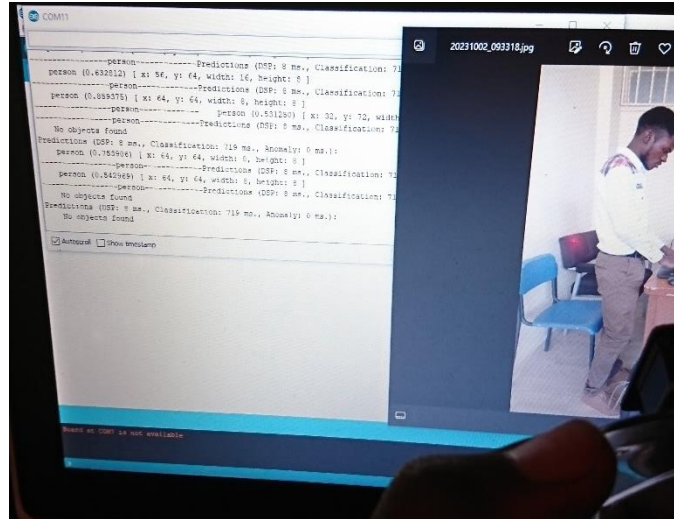 COM11
-----person-----Predictions (DSP: 8 ms., Classification: 71
person (0.632812) [ x: 56, y: 64, width: 16, height: 8 ]
-----person-----Predictions (DSP: 8 ms., Classification: 71
person (0.859375) [ x: 64, y: 64, width: 8, height: 8 ]
-----person----- person (0.531250) [ x: 32, y: 72, width
-----person-----Predictions (DSP: 8 ms., Classification: 71
No objects found
Predictions (DSP: 8 ms., Classification: 719 ms., Anomaly: 0 ms.):
person (0.753906) [ x: 64, y: 64, width: 8, height: 8 ]
-----person-----Predictions (DSP: 8 ms., Classification: 71
person (0.542969) [ x: 64, y: 64, width: 8, height: 8 ]
-----person-----Predictions (DSP: 8 ms., Classification: 71
No objects found
Predictions (DSP: 8 ms., Classification: 719 ms., Anomaly: 0 ms.):
No objects found
Autoscroll Show timestamp
20231002_093318.jpg
Board at COM7 is not available